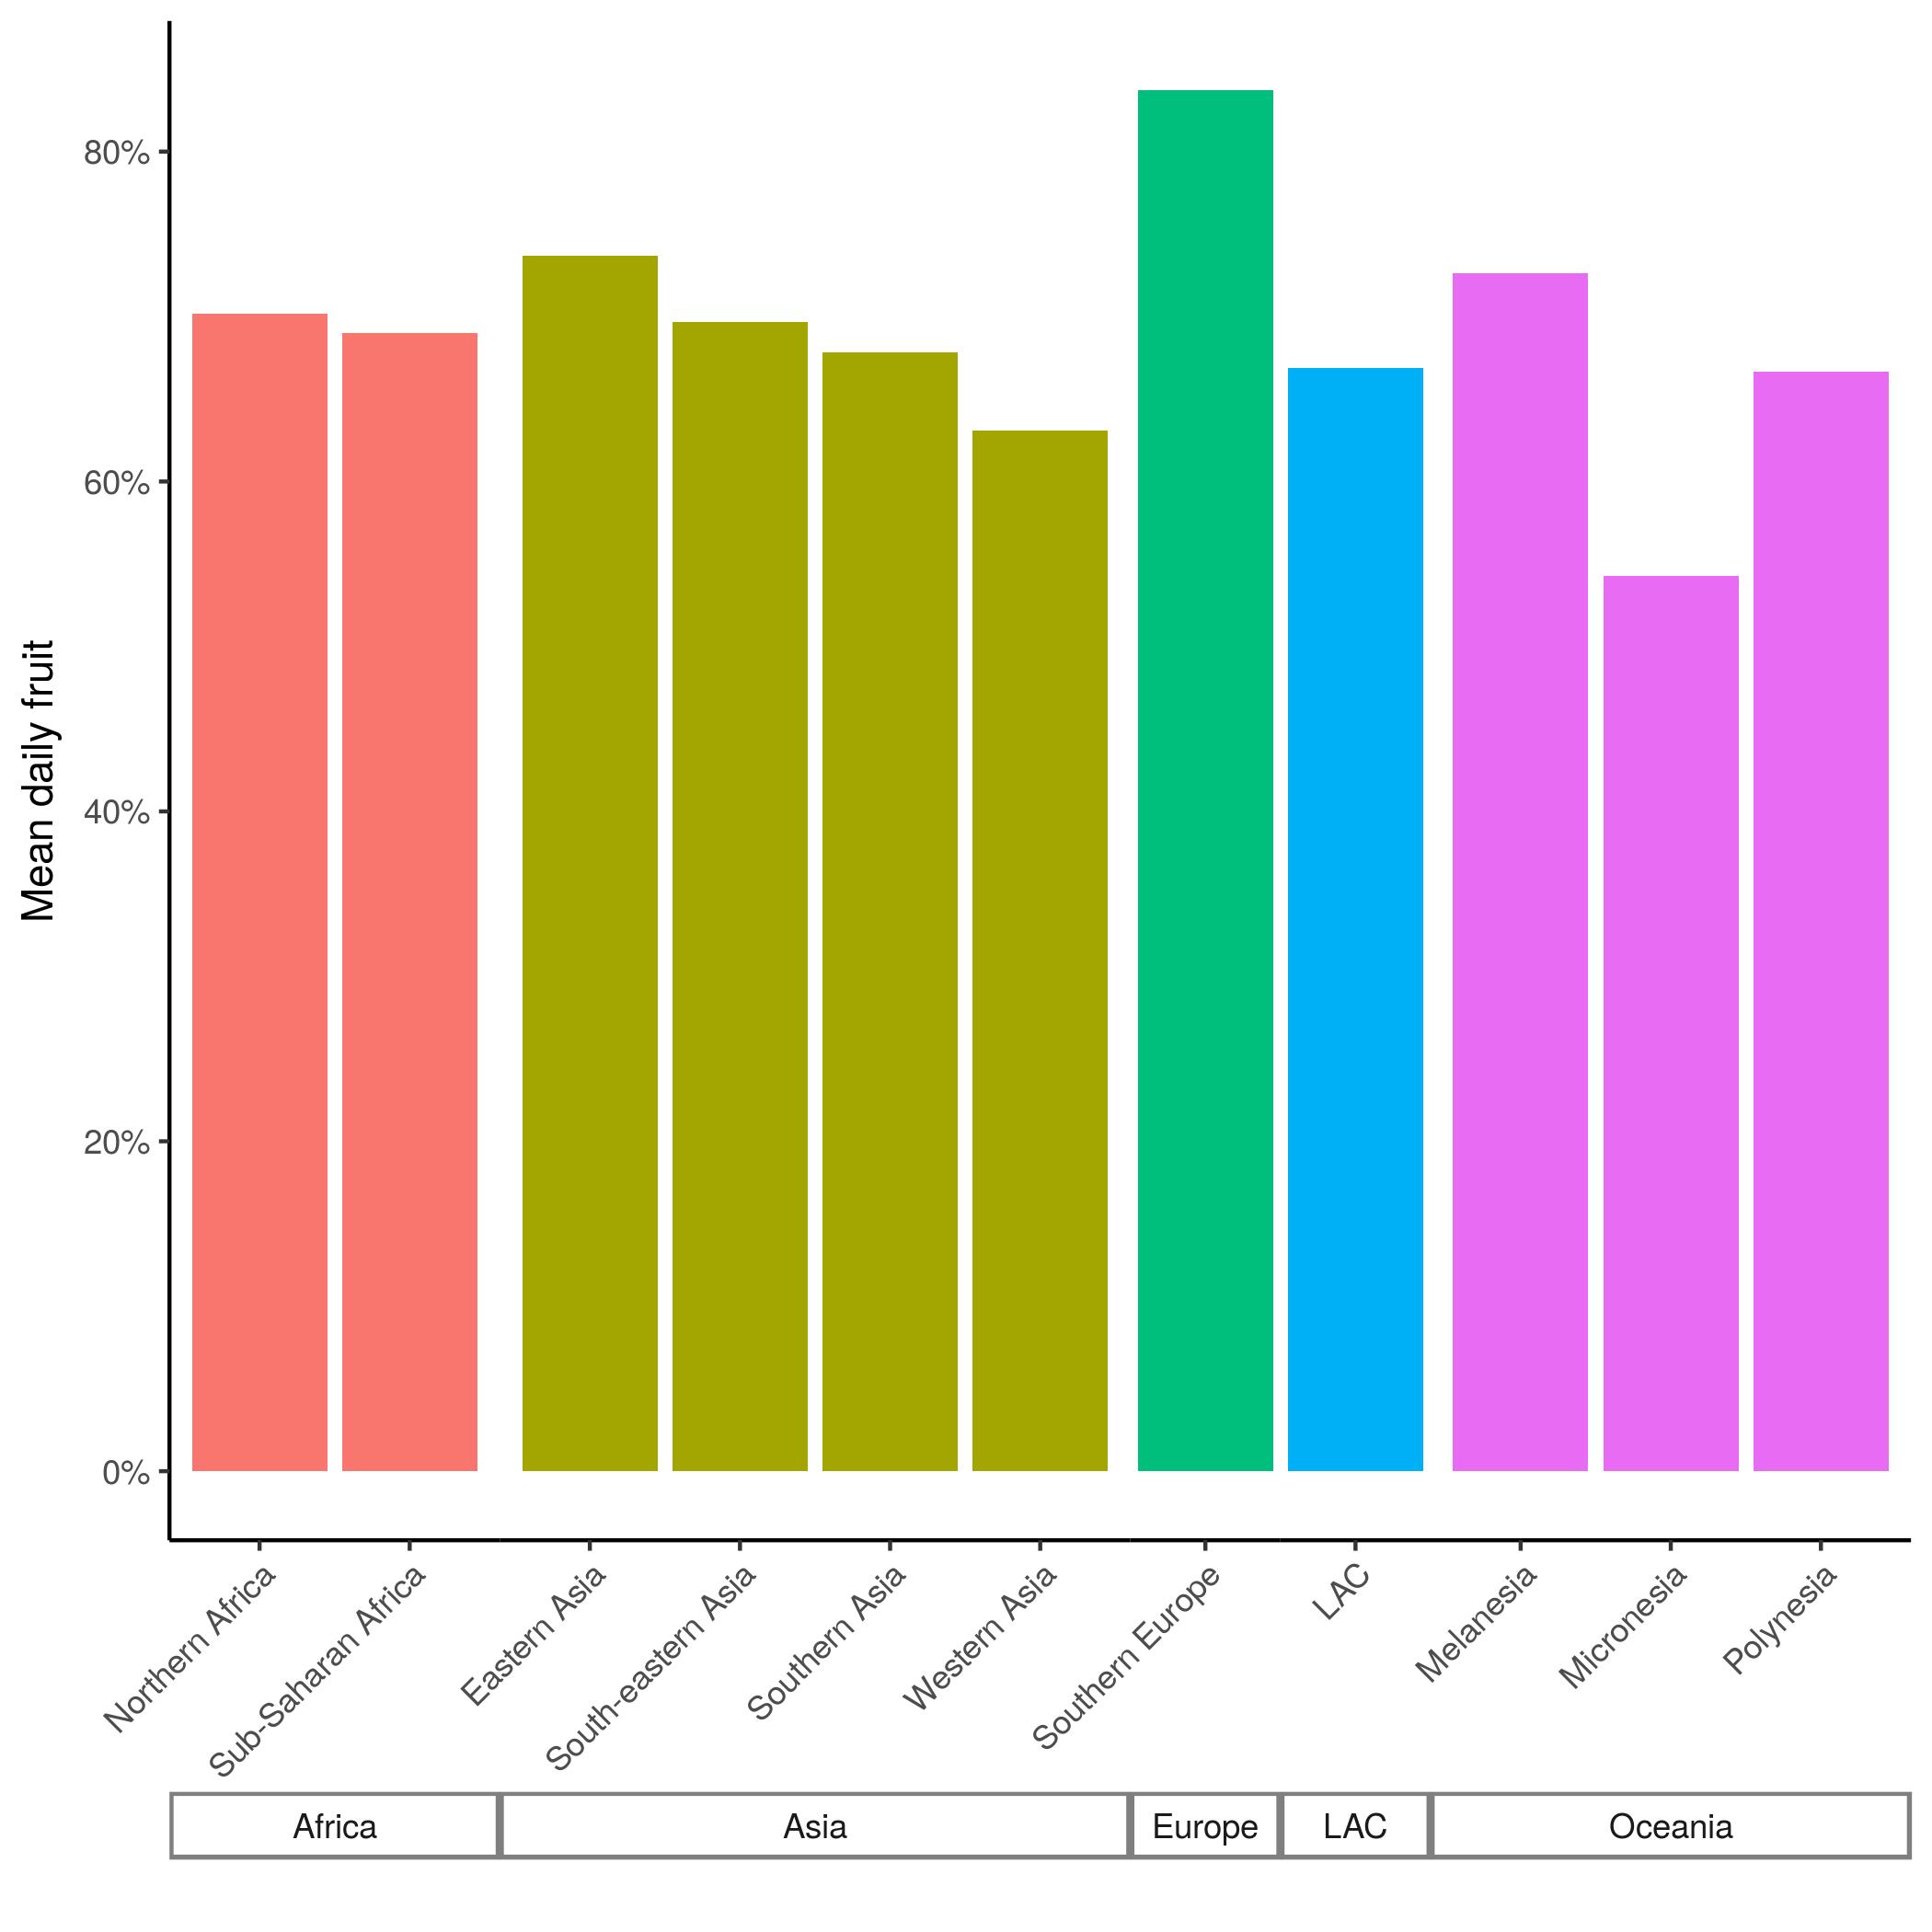 Mean daily fruit
80%
60%
40%
20%
0%
Northern Africa
Sub-Saharan Africa
Eastern Asia
South-eastern Asia
Southern Asia
Western Asia
Southern Europe
LAC
Melanesia
Micronesia
Polynesia
Africa
Asia
Europe
LAC
Oceania